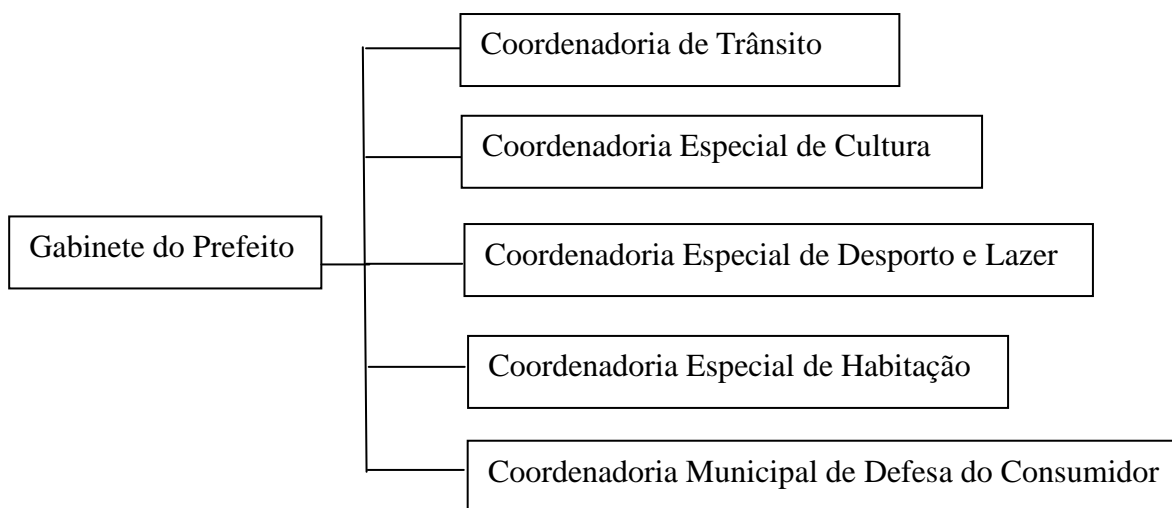 Coordenadoria de Trânsito
Coordenadoria Especial de Cultura
Gabinete do Prefeito
Coordenadoria Especial de Desporto e Lazer
Coordenadoria Especial de Habitação
Coordenadoria Municipal de Defesa do Consumidor